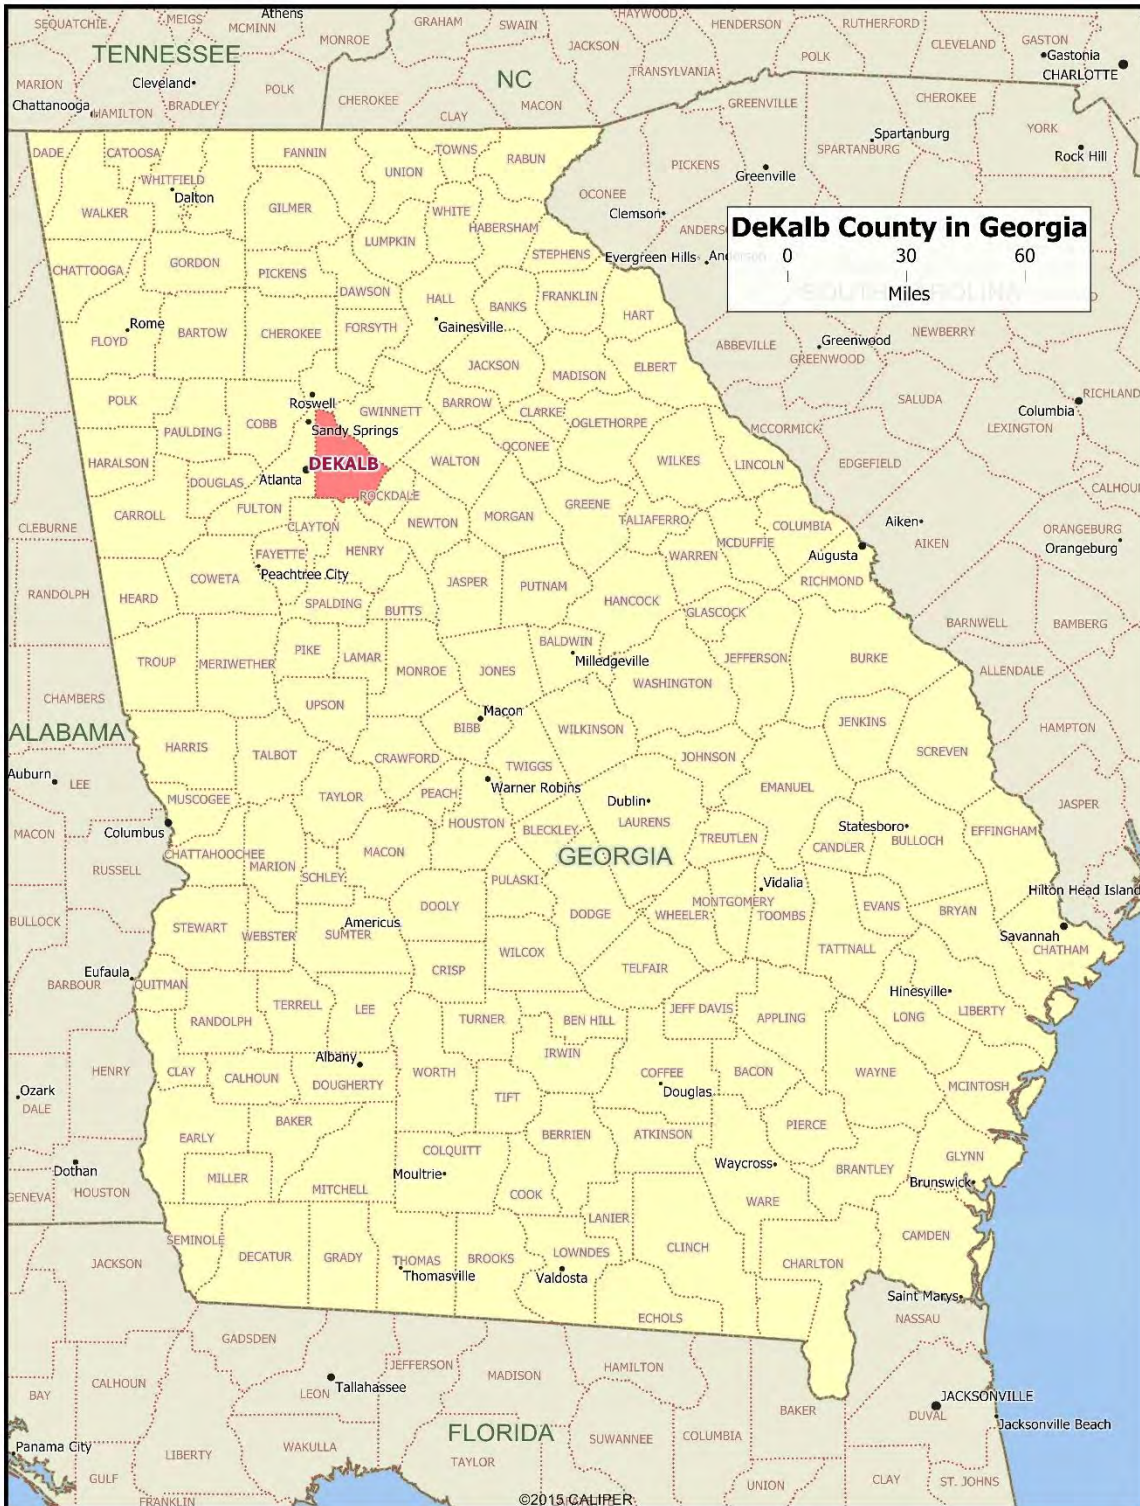 Athens
SEQUATCHIE
MEIGS
MCMINN
MONROE
GRAHAM
SWAIN
JACKSON
HAYWOOD
HENDERSON
RUTHERFORD
CLEVELAND
GASTON
Gastonia
CHARLOTTE
TENNESSEE
NC
TRANSYLVANIA
POLK
MARION
Cleveland
POLK
CHEROKEE
MACON
CLAY
GREENVILLE
CHEROKEE
YORK
Chattanooga
HAMILTON
BRADLEY
Spartanburg
SPARTANBURG
Rock Hill
DADE
CATOOSA
FANNIN
TOWNS
RABUN
UNION
PICKENS
Greenville
OCONEE
WHITFIELD
Dalton
WALKER
GILMER
WHITE
HABERSHAM
LUMPKIN
Clemson
ANDERSON
DeKalb County in Georgia
0 30 60
Miles
STEPHENS
Evergreen Hills
Anderson
CHATTOOGA
GORDON
PICKENS
DAWSON
HALL
BANKS
FRANKLIN
HART
SOUTH CAROLINA
NEWBERRY
Rome
FLOYD
BARTOW
CHEROKEE
FORSYTH
Gainesville
ABBEVILLE
Greenwood
GREENWOOD
JACKSON
MADISON
ELBERT
RICHLAND
SALUDA
Columbia
LEXINGTON
POLK
Roswell
GWINNETT
BARROW
CLARKE
OGLETHORPE
MCCORMICK
PAULDING
COBB
Sandy Springs
OCONEE
HARALSON
DEKALB
Atlanta
WALTON
WILKES
LINCOLN
EDGEFIELD
DOUGLAS
ROCKDALE
CARROLL
FULTON
CLAYTON
NEWTON
MORGAN
GREENE
TALIAFERRO
COLUMBIA
Aiken
AIKEN
ORANGEBURG
Orangeburg
CLEBURNE
FAYETTE
HENRY
WARREN
MCDUFFIE
Augusta
RICHMOND
COWETA
Peachtree City
JASPER
PUTNAM
RANDOLPH
HEARD
SPALDING
BUTTS
HANCOCK
GLASCOCK
BARNWELL
BAMBERG
TROUP
MERIWETHER
PIKE
LAMAR
MONROE
JONES
BALDWIN
Milledgeville
JEFFERSON
BURKE
WASHINGTON
ALLENDALE
CHAMBERS
UPSON
Macon
BIBB
WILKINSON
JENKINS
SCREVEN
HAMPTON
ALABAMA
HARRIS
TALBOT
CRAWFORD
TWIGGS
JOHNSON
EMANUEL
Auburn
LEE
MUSCOGEE
TAYLOR
PEACH
Warner Robins
Dublin
LAURENS
JASPER
MACON
Columbus
HOUSTON
BLECKLEY
TREUTLEN
Statesboro
BULLOCH
CANDLER
EFFINGHAM
RUSSELL
CHATTAHOOCHEE
MARION
MACON
SCHLEY
GEORGIA
PULASKI
Vidalia
Hilton Head Island
BULLOCK
STEWART
WEBSTER
Americus
SUMTER
DOOLY
DODGE
WHEELER
MONTGOMERY
TOOMBS
EVANS
BRYAN
Savannah
CHATHAM
WILCOX
TATTNALL
Eufaula
BARBOUR
QUITMAN
CRISP
TELFAIR
Hinesville
RANDOLPH
TERRELL
LEE
TURNER
BEN HILL
JEFF DAVIS
APPLING
LONG
LIBERTY
HENRY
CLAY
CALHOUN
Albany
DOUGHERTY
WORTH
IRWIN
COFFEE
Douglas
BACON
WAYNE
MCINTOSH
Ozark
DALE
TIFT
EARLY
BAKER
BERRIEN
ATKINSON
PIERCE
COLQUITT
Dothan
HOUSTON
GENEVA
MILLER
MITCHELL
Moultrie
COOK
Waycross
BRANTLEY
GLYNN
Brunswick
WARE
LANIER
SEMINOLE
DECATUR
GRADY
THOMAS
Thomasville
BROOKS
LOWNDES
Valdosta
CLINCH
CHARLTON
CAMDEN
JACKSON
ECHOLS
Saint Marys
NASSAU
GADSDEN
JEFFERSON
MADISON
HAMILTON
BAY
CALHOUN
LEON
Tallahassee
BAKER
JACKSONVILLE
DUVAL
Jacksonville Beach
FLORIDA
SUWANNEE
COLUMBIA
Panama City
LIBERTY
WAKULLA
TAYLOR
GULF
UNION
CLAY
ST. JOHNS
FRANKLIN
©2015 CALIPER